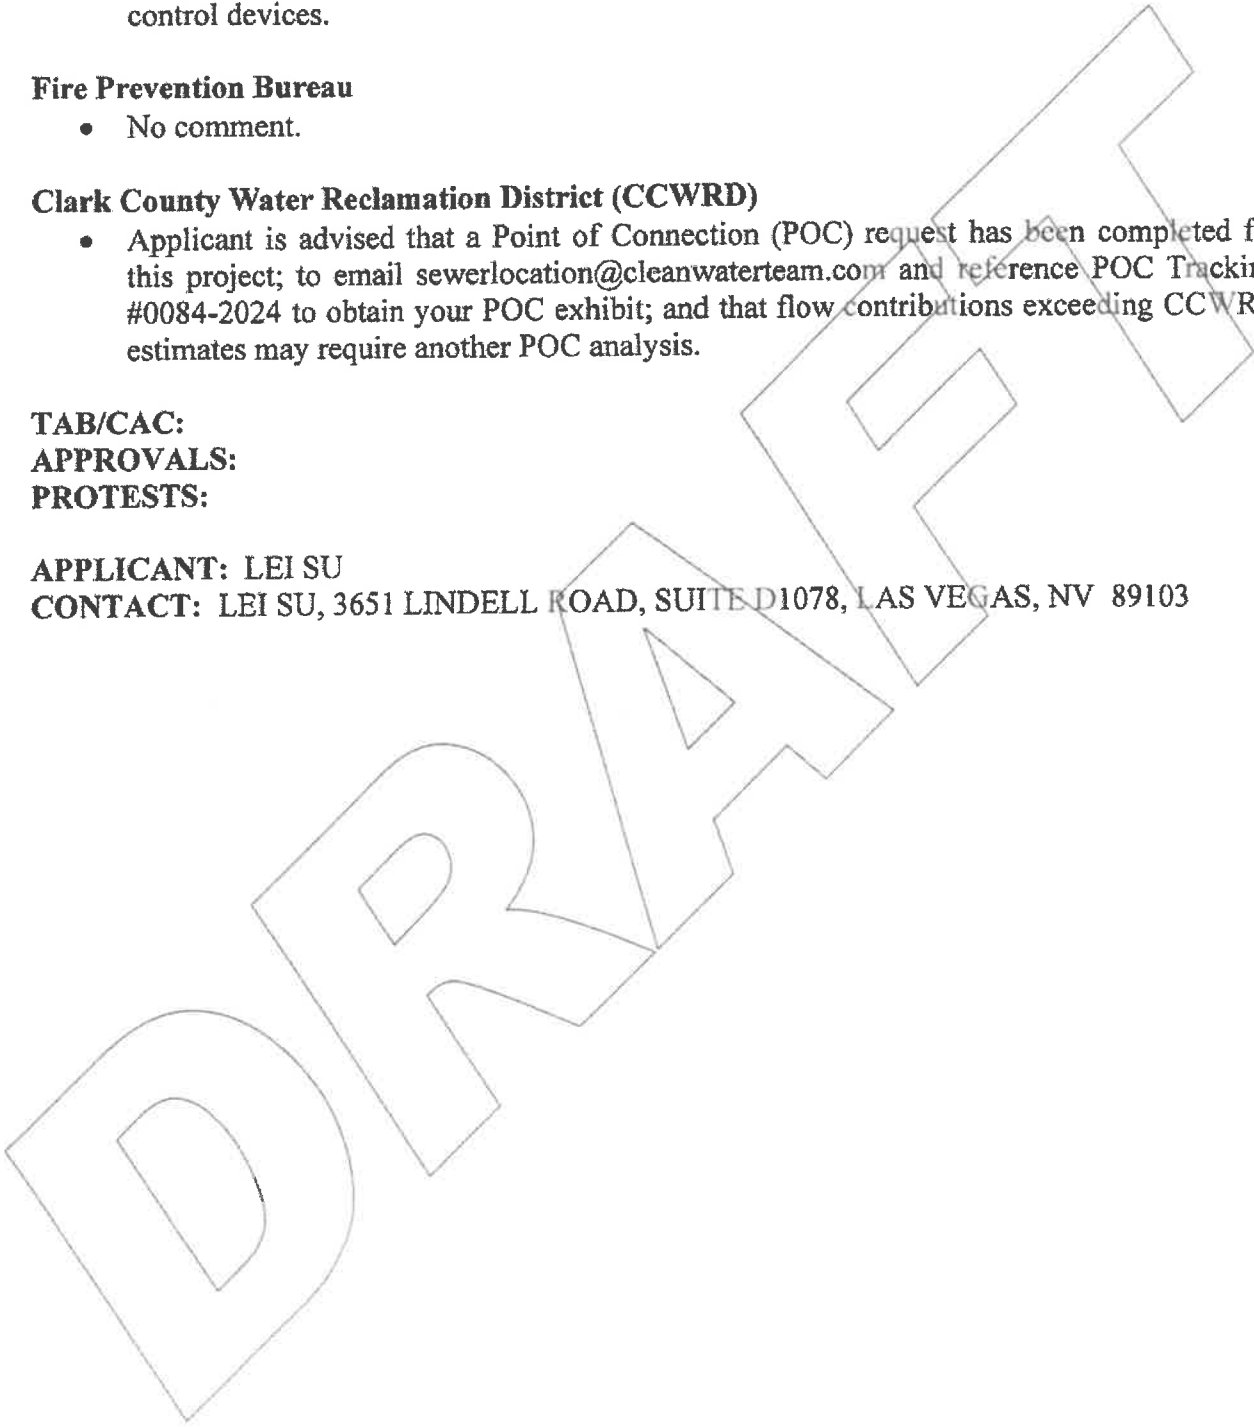 control devices.
Fire Prevention Bureau
• No comment.
Clark County Water Reclamation District (CCWRD)
• Applicant is advised that a Point of Connection (POC) request has been completed f
this project; to email sewerlocation@cleanwaterteam.com and reference POC Trackin
#0084-2024 to obtain your POC exhibit; and that flow contributions exceeding CCWR
estimates may require another POC analysis.
TAB/CAC:
APPROVALS:
PROTESTS:
APPLICANT: LEI SU
CONTACT: LEI SU, 3651 LINDELL ROAD, SUITE D1078, LAS VEGAS, NV 89103
DRAFT